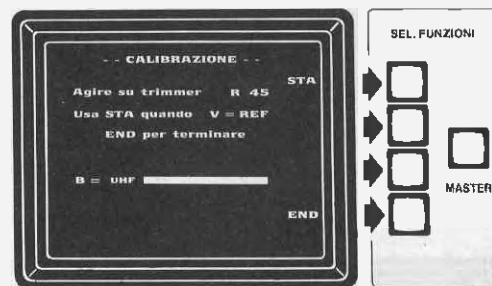 SEL. FUNZIONI
- - CALIBRAZIONE - -
STA
Agire su trimmer R 45
Usa STA quando V = REF
END per terminare
B = UHF
MASTER
END